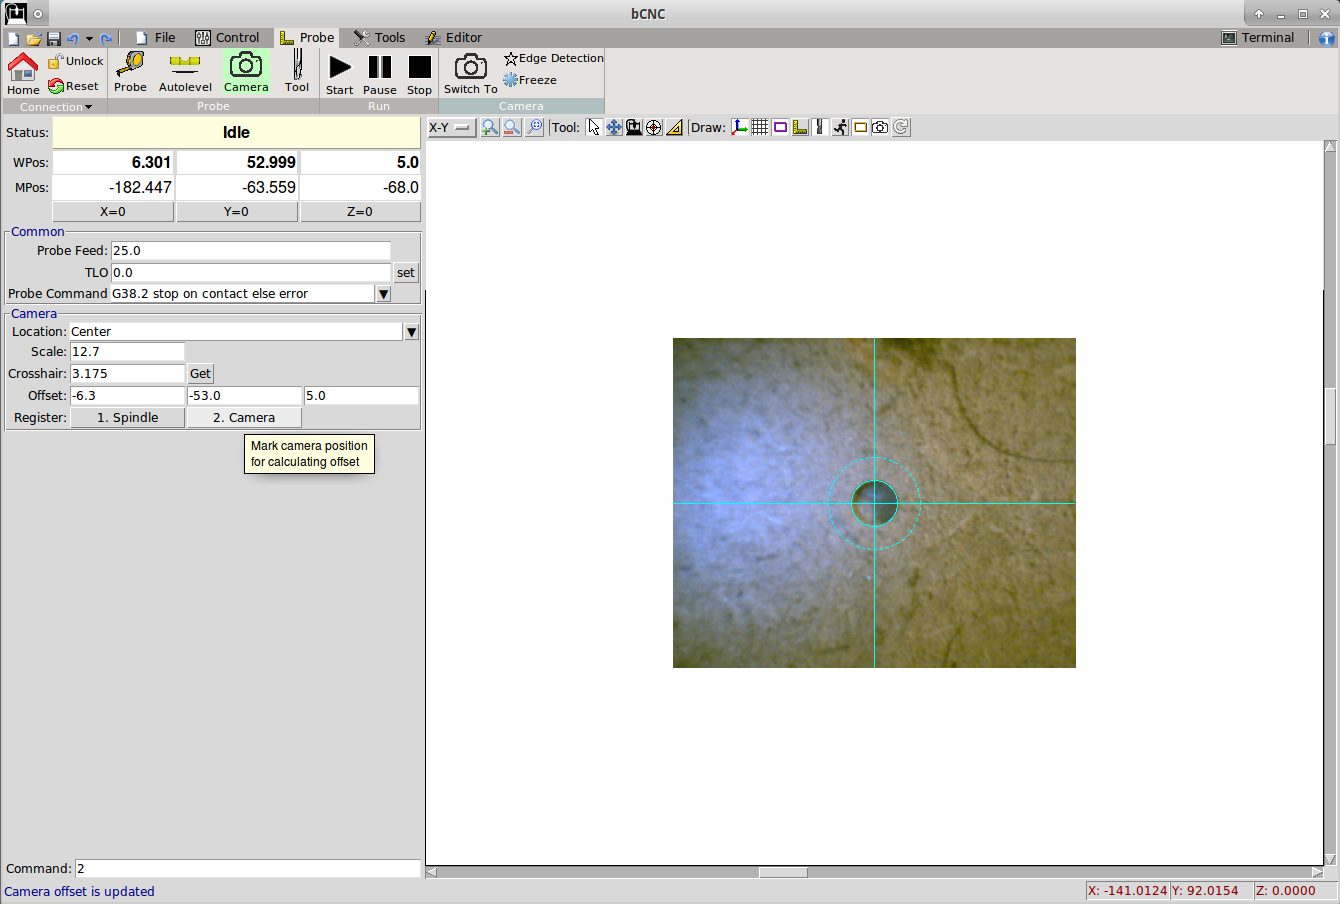 bCNC
File Control Probe Tools Editor Terminal
Home Unlock Reset Probe Autolevel Camera Tool Start Pause Stop Switch To Edge Detection Freeze
Connection Probe Run Camera
Status: Idle
WPos: 6.301 52.999 5.0
MPos: -182.447 -63.559 -68.0
X=0 Y=0 Z=0
Common
Probe Feed: 25.0
TLO 0.0 set
Probe Command G38.2 stop on contact else error
Camera
Location: Center
Scale: 12.7
Crosshair: 3.175 Get
Offset: -6.3 -53.0 5.0
Register: 1. Spindle 2. Camera
Mark camera position
for calculating offset
X-Y Tool: Draw:
Command: 2
Camera offset is updated
X: -141.0124 Y: 92.0154 Z: 0.0000